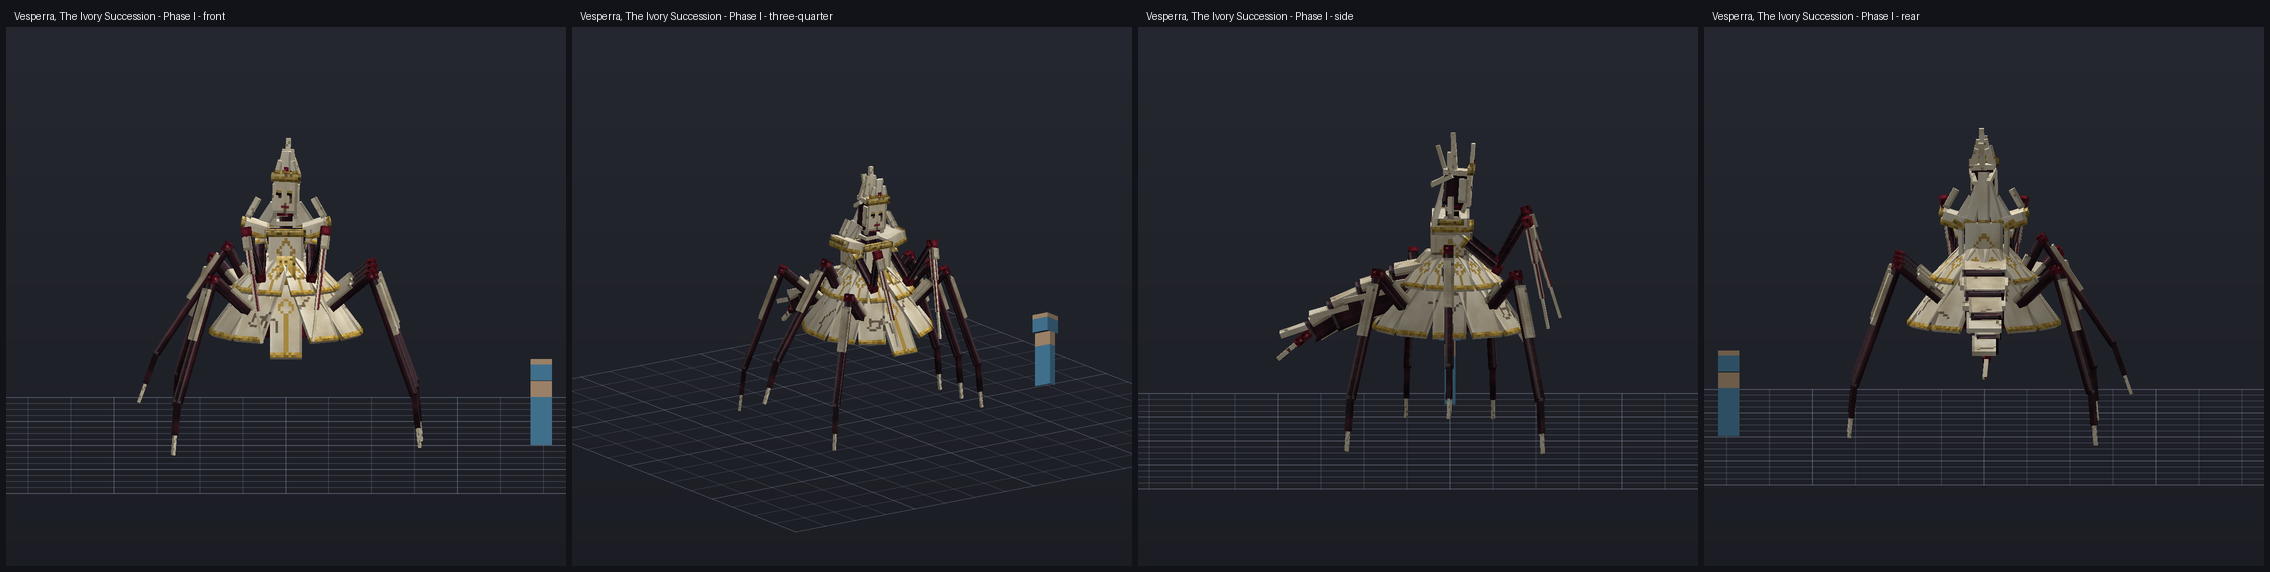 Vesperra, The Ivory Succession - Phase I - front
Vesperra, The Ivory Succession - Phase I - three-quarter
Vesperra, The Ivory Succession - Phase I - side
Vesperra, The Ivory Succession - Phase I - rear